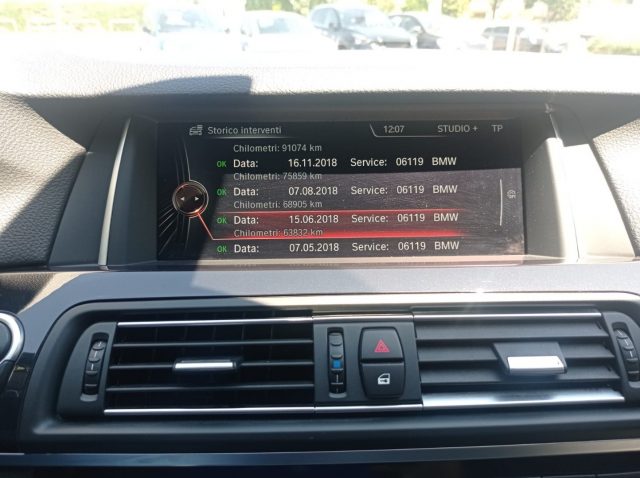 Storico interventi 12:07 STUDIO + TP
Chilometri: 91074 km
OK Data: 16.11.2018 Service: 06119 BMW
Chilometri: 75859 km
OK Data: 07.08.2018 Service: 06119 BMW
Chilometri: 68905 km
OK Data: 15.06.2018 Service: 06119 BMW
Chilometri: 63832 km
OK Data: 07.05.2018 Service: 06119 BMW